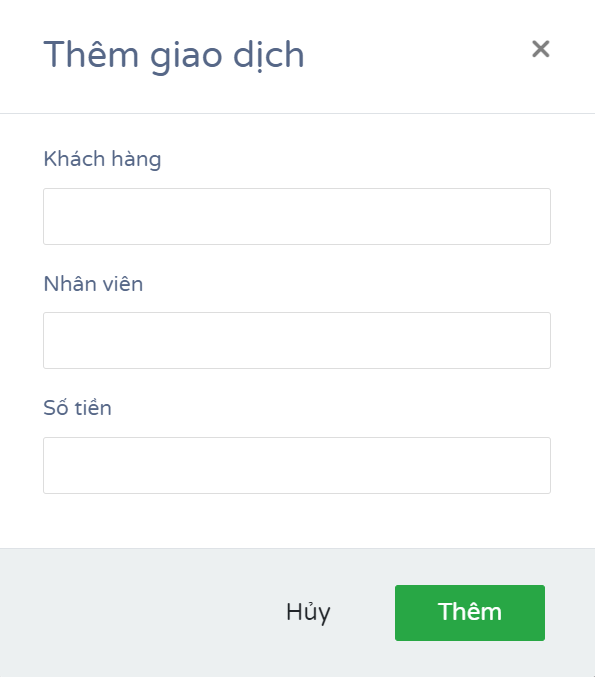 Thêm giao dịch
Khách hàng
Nhân viên
Số tiền
Hủy
Thêm